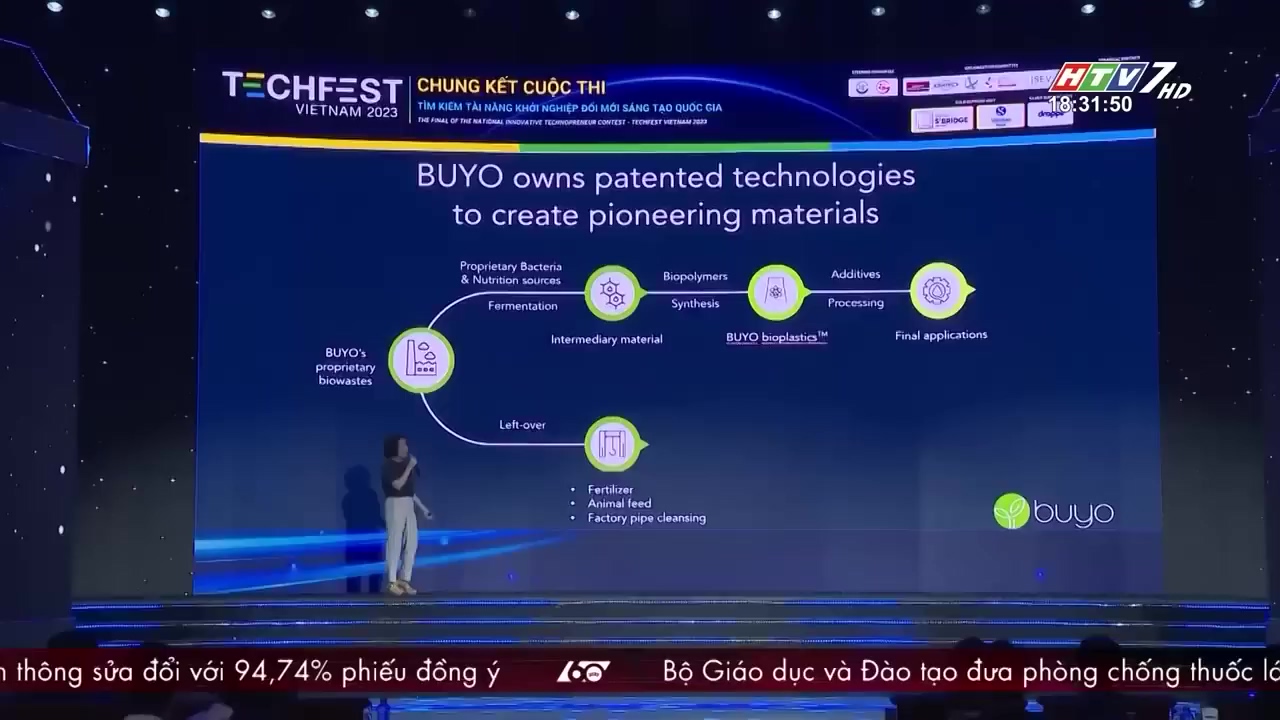 TECHFEST
VIETNAM 2023
CHUNG KẾT CUỘC THI
TÌM KIẾM TÀI NĂNG KHỞI NGHIỆP ĐỔI MỚI SÁNG TẠO QUỐC GIA
THE FINAL OF THE NATIONAL INNOVATIVE TECHNOPRENEUR CONTEST - TECHFEST VIETNAM 2023
HTV7 HD
18:31:50
S*BRIDGE
BUYO owns patented technologies
to create pioneering materials
Proprietary Bacteria
& Nutrition sources
Fermentation
Intermediary material
Biopolymers
Synthesis
BUYO bioplastics™
Additives
Processing
Final applications
BUYO's
proprietary
biowastes
Left-over
• Fertilizer
• Animal feed
• Factory pipe cleansing
buyo
thông sửa đổi với 94,74% phiếu đồng ý
60 Bộ Giáo dục và Đào tạo đưa phòng chống thuốc